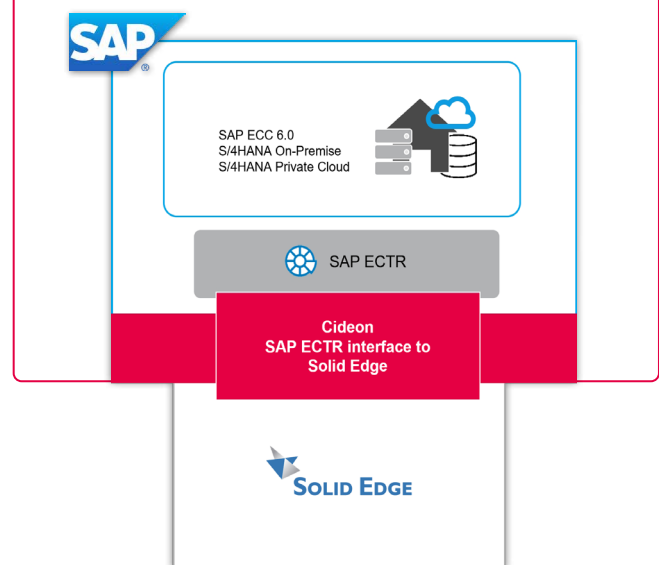 SAP
®
SAP ECC 6.0
S/4HANA On-Premise
S/4HANA Private Cloud
SAP ECTR
Cideon
SAP ECTR interface to
Solid Edge
SOLID EDGE